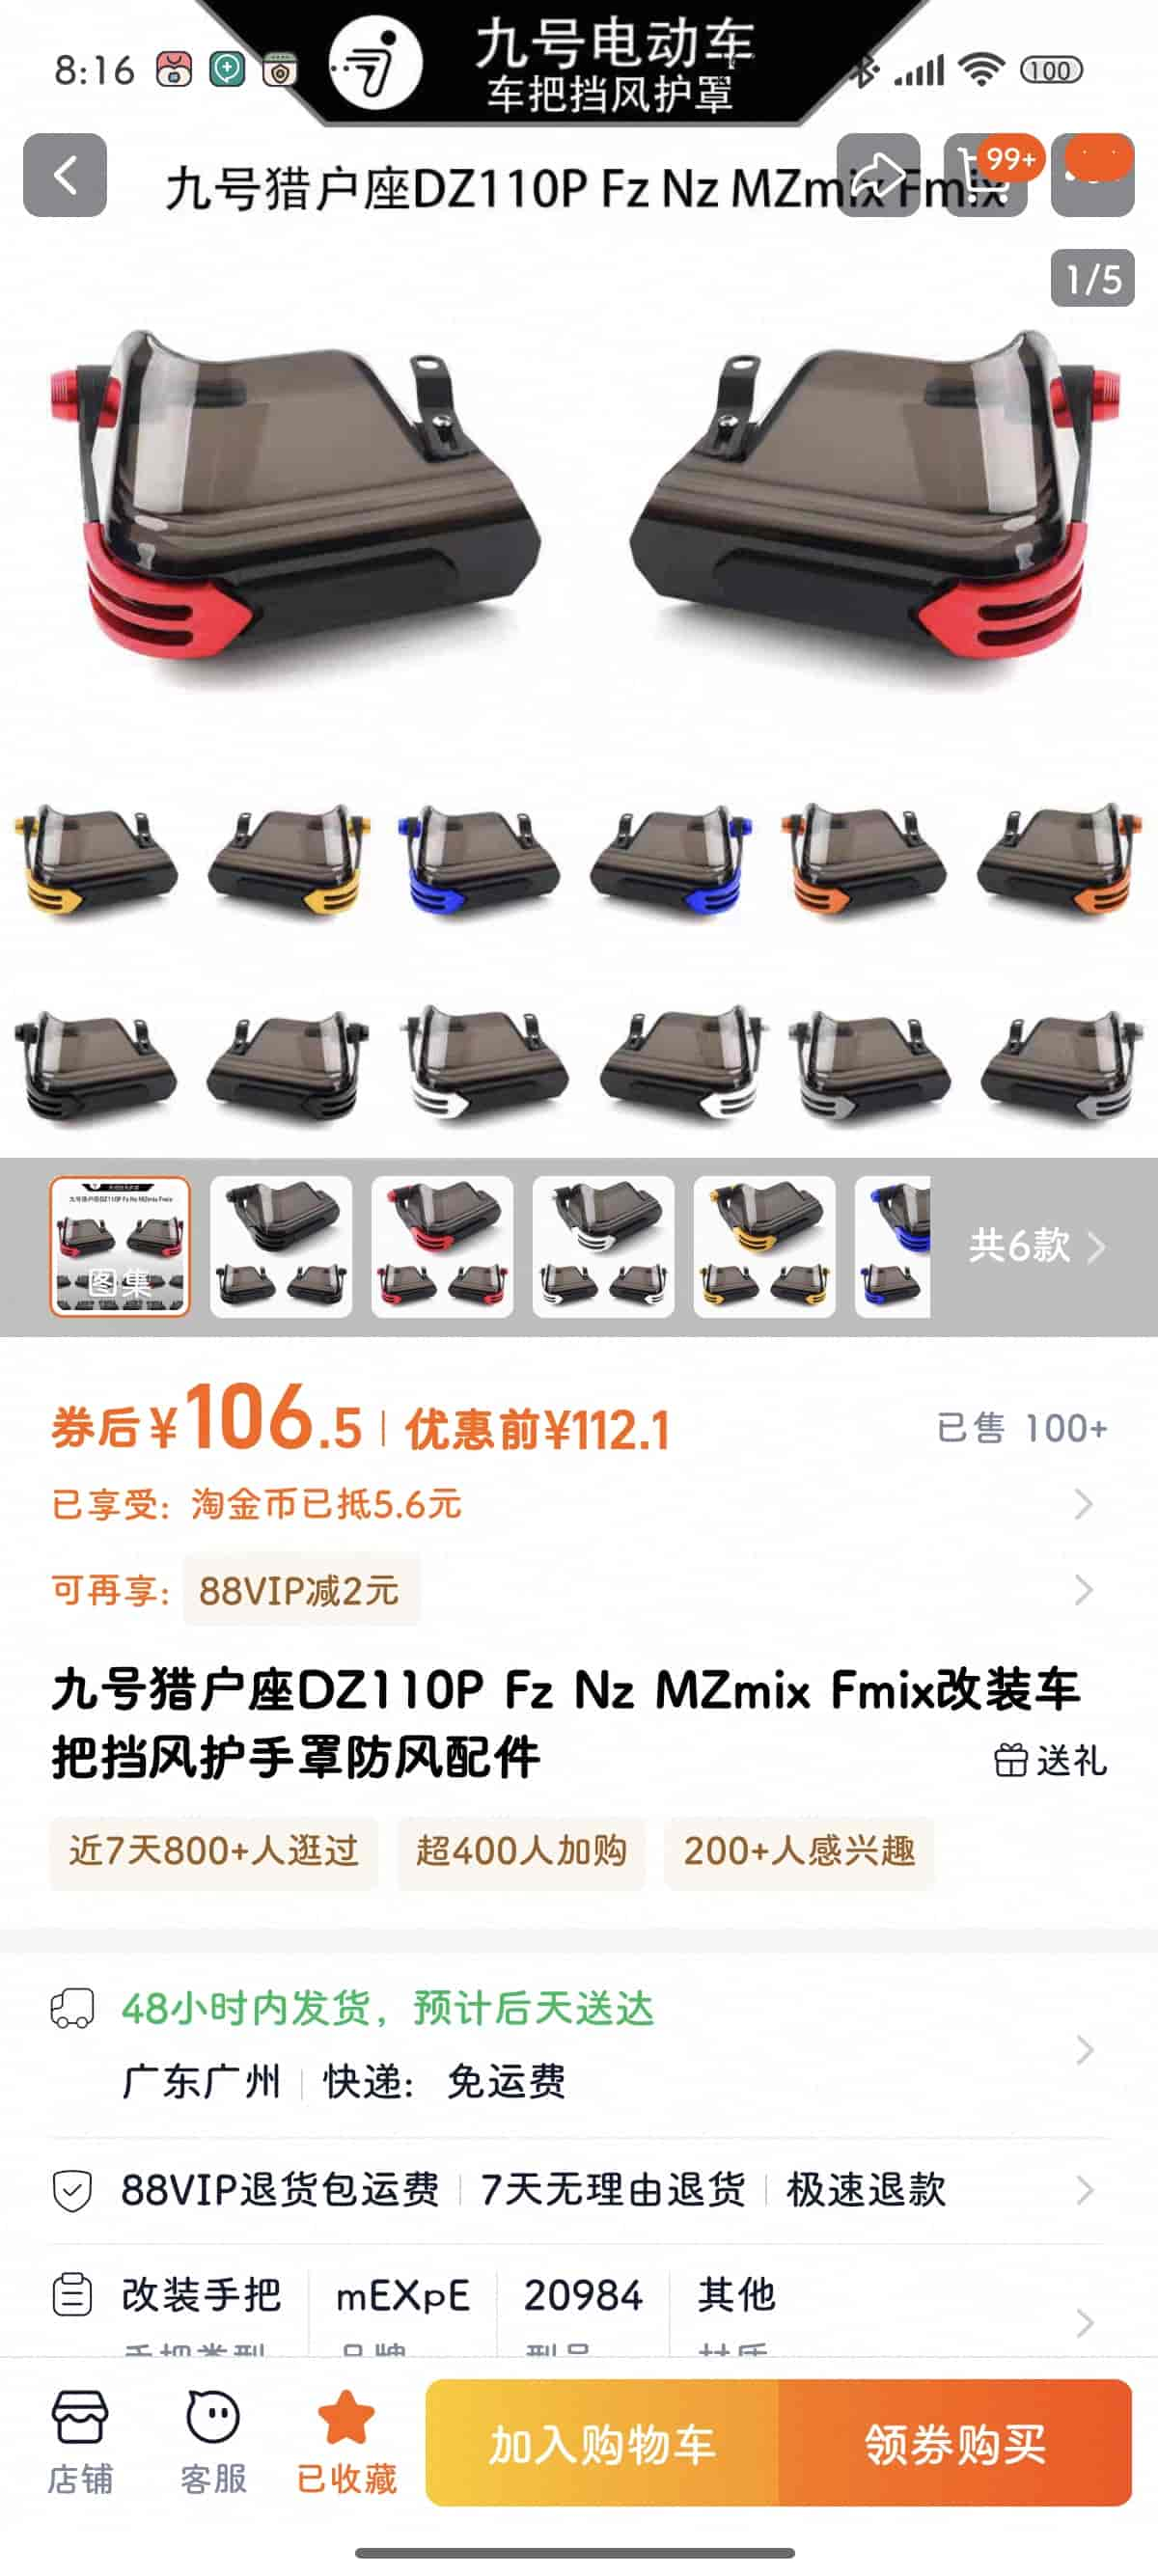 九号电动车
8:16
100
车把挡风护罩
九号猎户座DZ110P Fz Nz MZmix Fmix
99+
1/5
图集
共6款
券后¥106.5 优惠前¥112.1
已售 100+
已享受: 淘金币已抵5.6元
可再享: 88VIP减2元
九号猎户座DZ110P Fz Nz MZmix Fmix改装车
把挡风护手罩防风配件
送礼
近7天800+人逛过 超400人加购 200+人感兴趣
48小时内发货，预计后天送达
广东广州 快递: 免运费
88VIP退货包运费 7天无理由退货 极速退款
改装手把 mEXpE 20984 其他
手把类型 品牌 型号 材质
店铺 客服 已收藏 加入购物车 领券购买